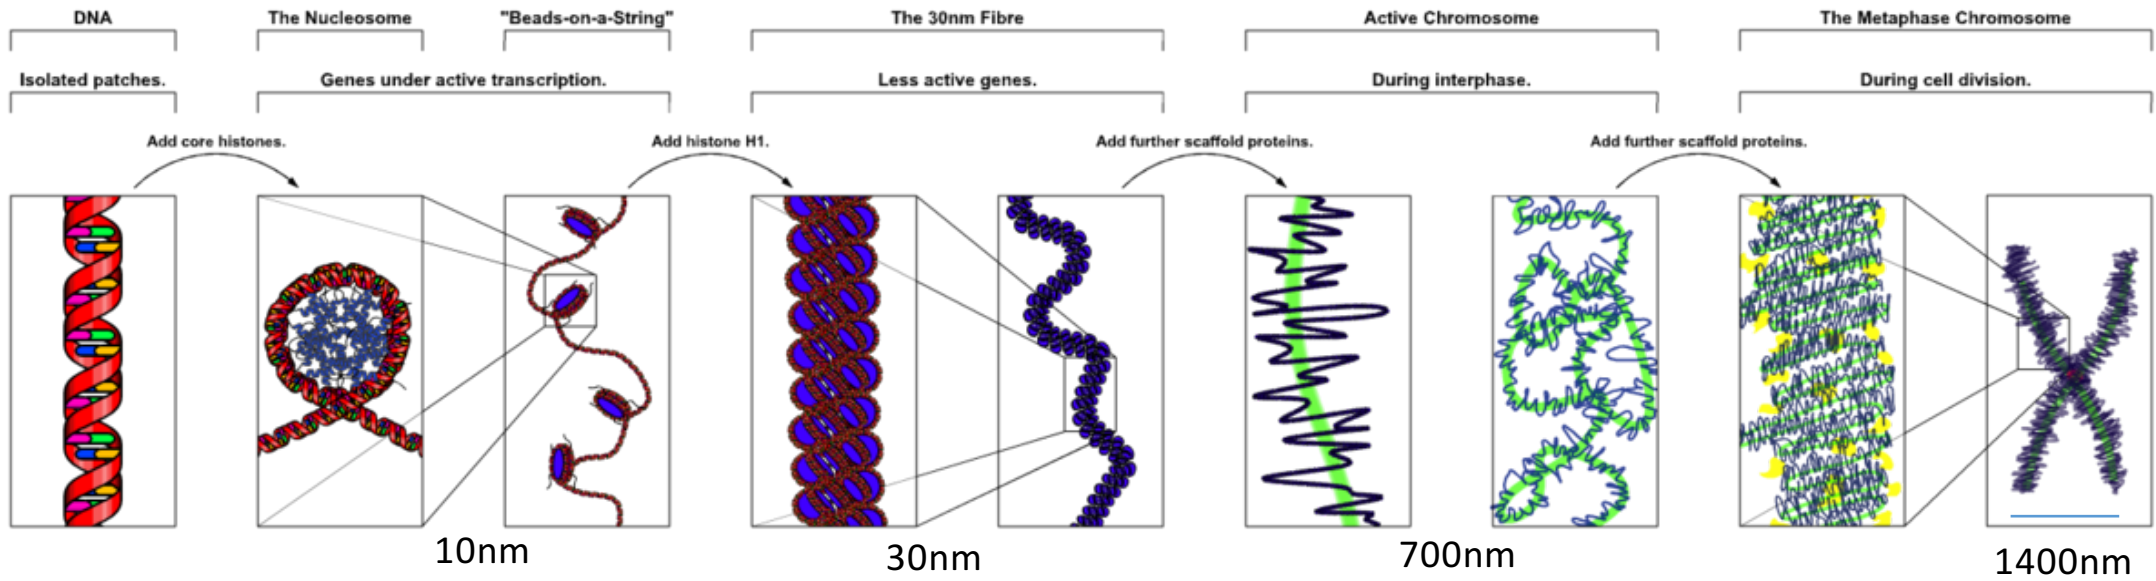 DNA
The Nucleosome
"Beads-on-a-String"
The 30nm Fibre
Active Chromosome
The Metaphase Chromosome
Isolated patches.
Genes under active transcription.
Less active genes.
During interphase.
During cell division.
Add core histones.
Add histone H1.
Add further scaffold proteins.
Add further scaffold proteins.
10nm
30nm
700nm
1400nm